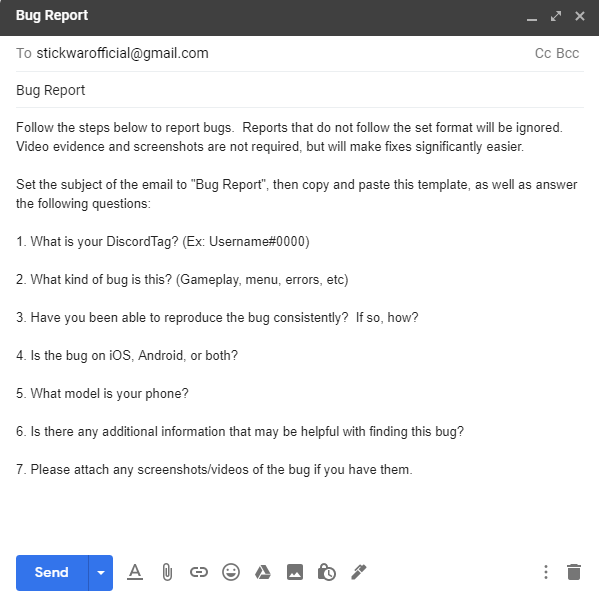 Bug Report
To stickwarofficial@gmail.com Cc Bcc
Bug Report
Follow the steps below to report bugs.  Reports that do not follow the set format will be ignored.
Video evidence and screenshots are not required, but will make fixes significantly easier.
Set the subject of the email to "Bug Report", then copy and paste this template, as well as answer
the following questions:
1. What is your DiscordTag? (Ex: Username#0000)
2. What kind of bug is this? (Gameplay, menu, errors, etc)
3. Have you been able to reproduce the bug consistently?  If so, how?
4. Is the bug on iOS, Android, or both?
5. What model is your phone?
6. Is there any additional information that may be helpful with finding this bug?
7. Please attach any screenshots/videos of the bug if you have them.
Send